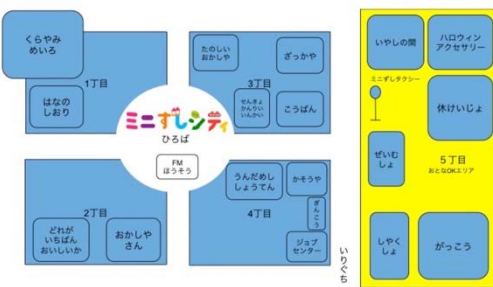 くらやみ
めいろ
1丁目
はなの
しおり
たのしい
おかしや
ざっかや
3丁目
せんきょ
かんりい
いんかい
こうばん
ミニずしシティ
ひろば
FM
ほうそう
2丁目
どれが
いちばん
おいしいか
おかしや
さん
うんだめし
しょうてん
かそうや
4丁目
ぎんこう
ジョブ
センター
いりぐち
いやしの間
ハロウィン
アクセサリー
ミニずしタクシー
休けいじょ
ぜいむ
しょ
5丁目
おとなOKエリア
しやく
しょ
がっこう